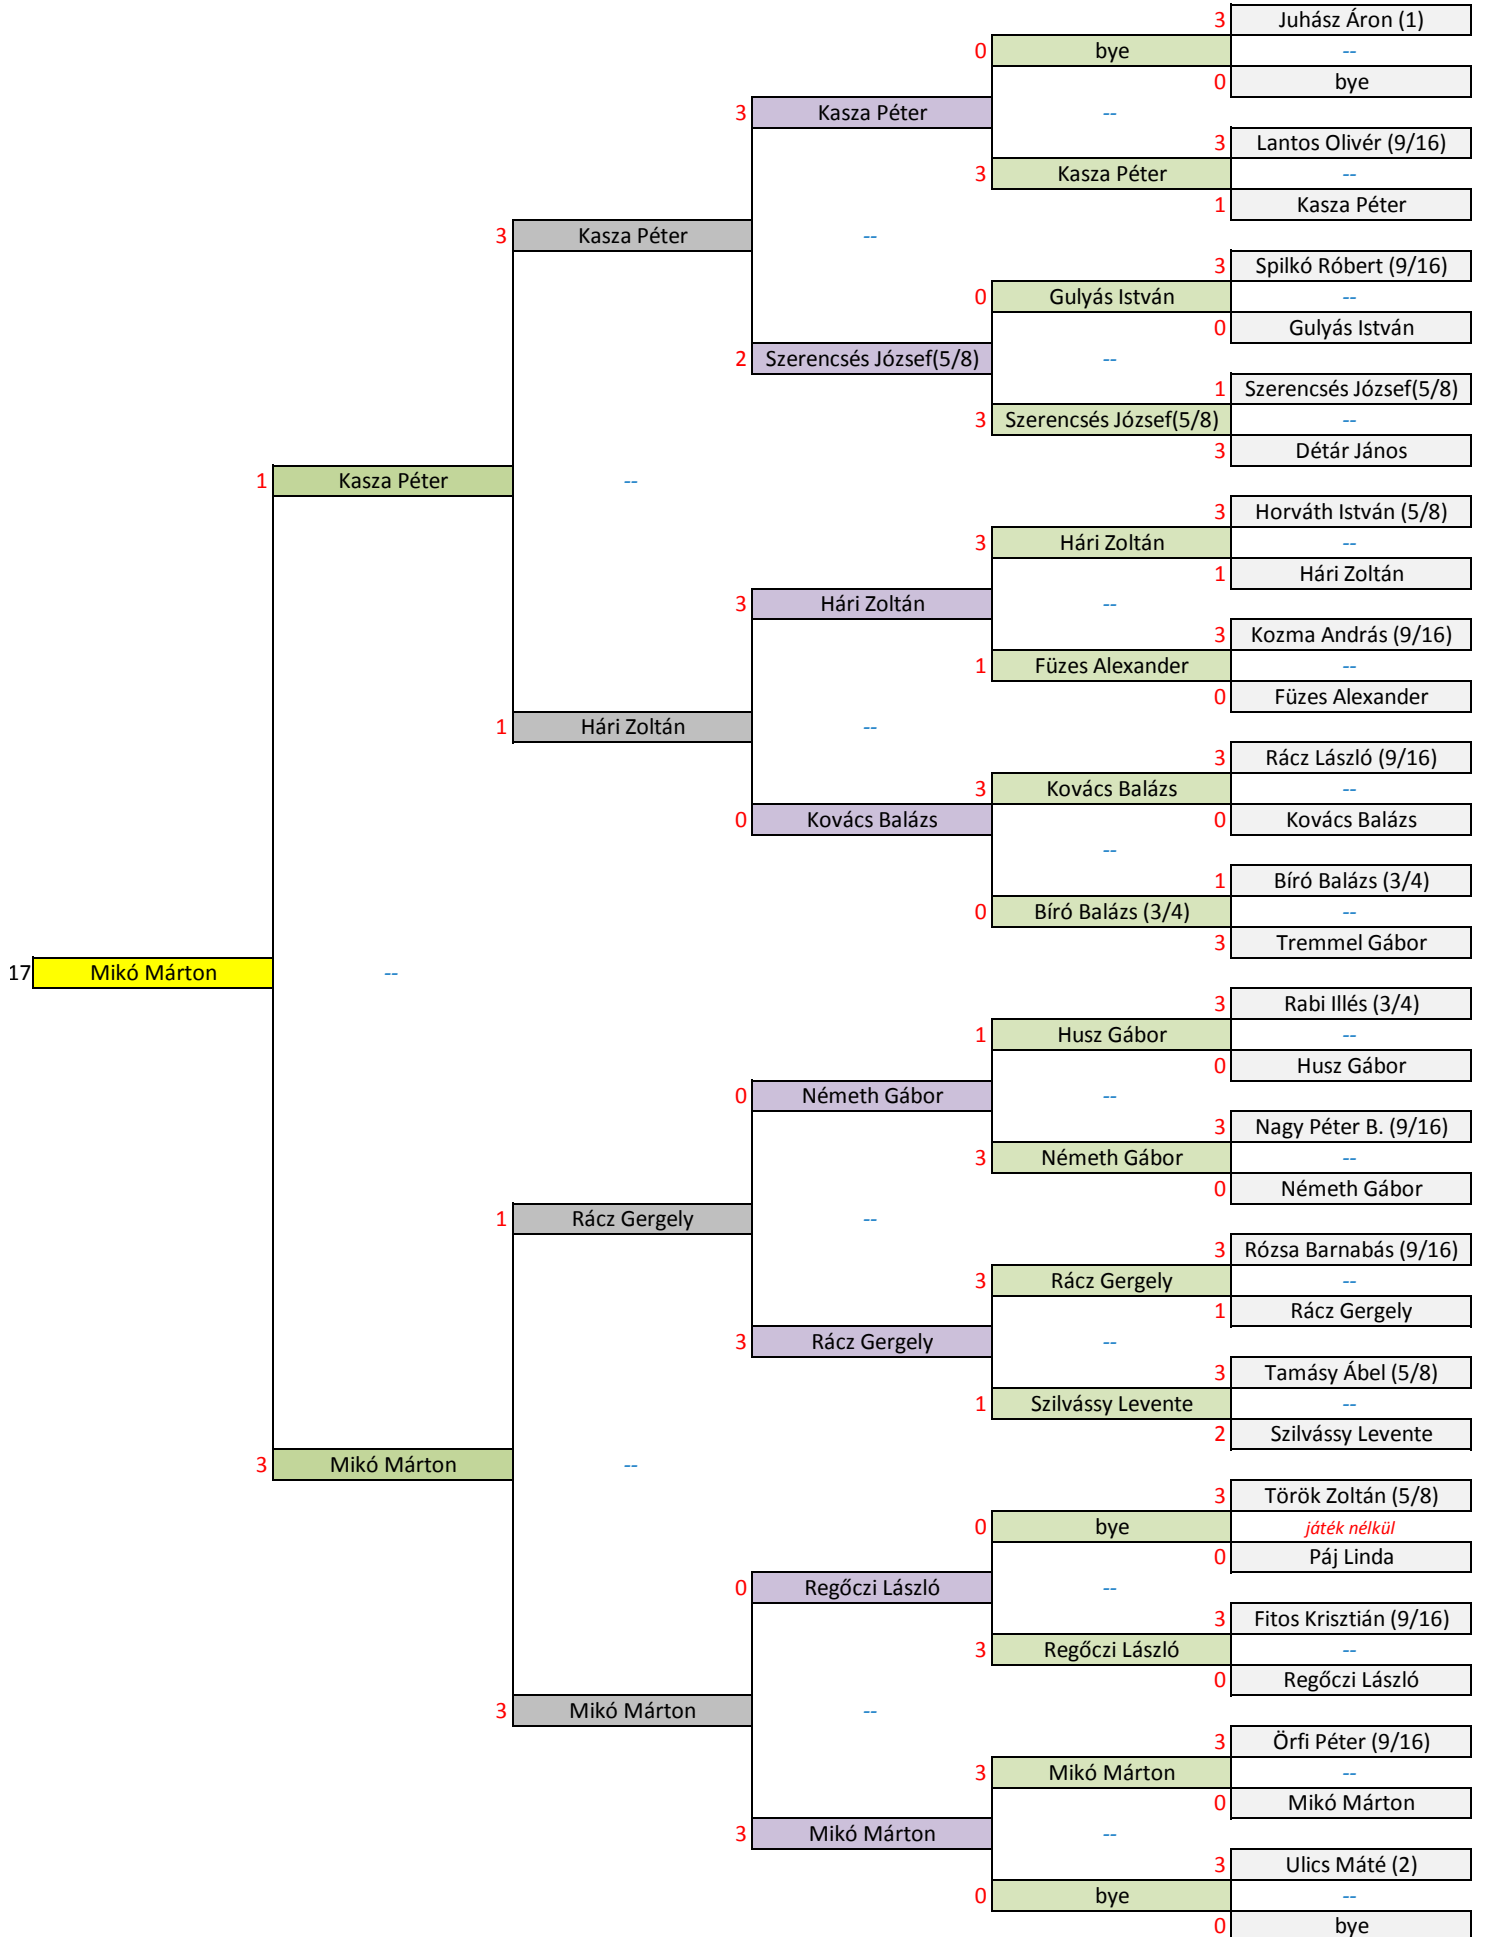 3 Juhász Áron (1)
0 bye --
0 bye
3 Kasza Péter --
3 Lantos Olivér (9/16)
3 Kasza Péter --
1 Kasza Péter
3 Kasza Péter --
3 Spilkó Róbert (9/16)
0 Gulyás István --
0 Gulyás István
2 Szerencsés József(5/8) --
1 Szerencsés József(5/8)
3 Szerencsés József(5/8) --
3 Détár János
1 Kasza Péter --
3 Horváth István (5/8)
3 Hári Zoltán --
1 Hári Zoltán
3 Hári Zoltán --
3 Kozma András (9/16)
1 Füzes Alexander --
0 Füzes Alexander
1 Hári Zoltán --
3 Rácz László (9/16)
3 Kovács Balázs --
0 Kovács Balázs 0 Kovács Balázs
--
1 Bíró Balázs (3/4)
0 Bíró Balázs (3/4) --
3 Tremmel Gábor
17 Mikó Márton --
3 Rabi Illés (3/4)
1 Husz Gábor --
0 Husz Gábor
0 Németh Gábor --
3 Nagy Péter B. (9/16)
3 Németh Gábor --
0 Németh Gábor
1 Rácz Gergely --
3 Rózsa Barnabás (9/16)
3 Rácz Gergely --
1 Rácz Gergely
3 Rácz Gergely --
3 Tamásy Ábel (5/8)
1 Szilvássy Levente --
2 Szilvássy Levente
3 Mikó Márton --
3 Török Zoltán (5/8)
0 bye játék nélkül
0 Páj Linda
0 Regőczi László --
3 Fitos Krisztián (9/16)
3 Regőczi László --
0 Regőczi László
3 Mikó Márton --
3 Örfi Péter (9/16)
3 Mikó Márton --
0 Mikó Márton
3 Mikó Márton --
3 Ulics Máté (2)
0 bye --
0 bye